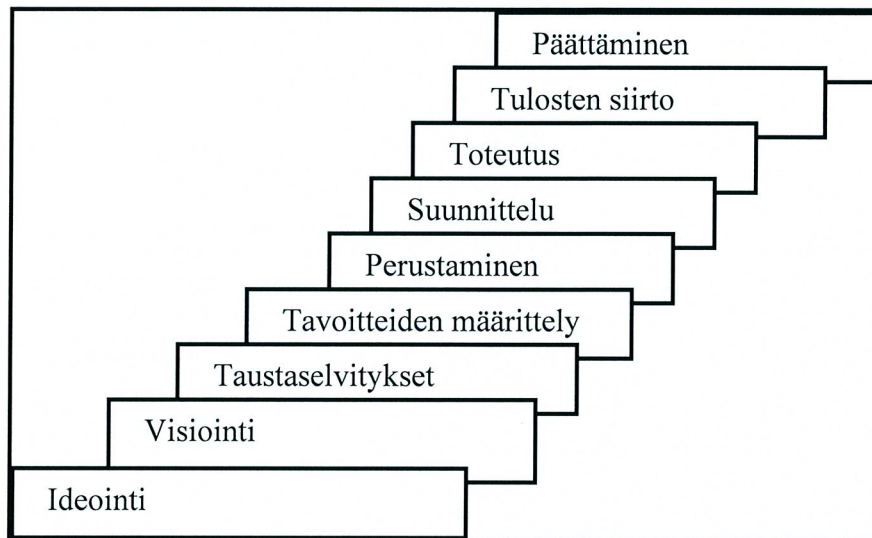 Päättäminen
Tulosten siirto
Toteutus
Suunnittelu
Perustaminen
Tavoitteiden määrittely
Taustaselvitykset
Visiointi
Ideointi